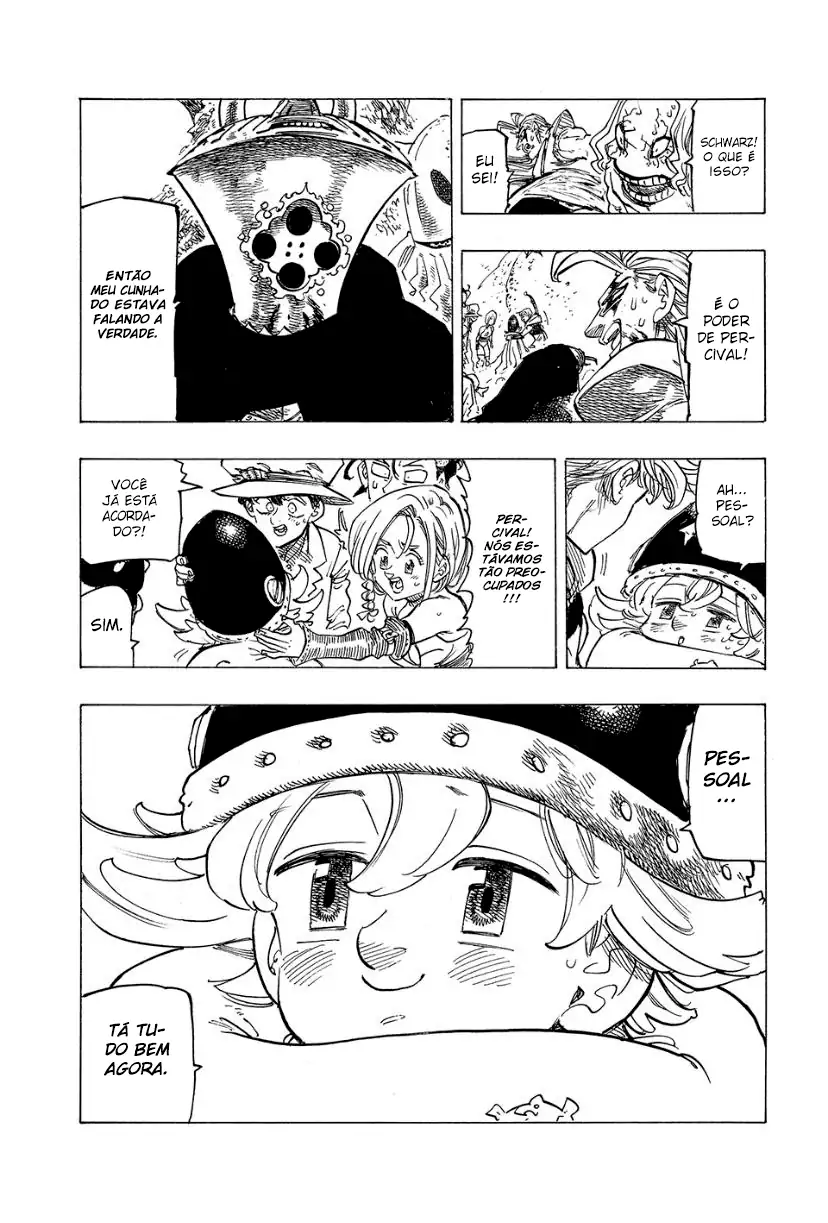 SCHWARZ!
O QUE É
ISSO?
EU
SEI!
É O
PODER
DE PER-
CIVAL!
ENTÃO
MEU CUNHA-
DO ESTAVA
FALANDO A
VERDADE.
AH...
PES-
SOAL?
PER-
CIVAL!
NÓS ES-
TÁVAMOS
TÃO PREO-
CUPADOS
!!!
VOCÊ
JÁ ESTÁ
ACORDA-
DO?!
SIM.
PES-
SOAL
...
TÁ TU-
DO BEM
AGORA.